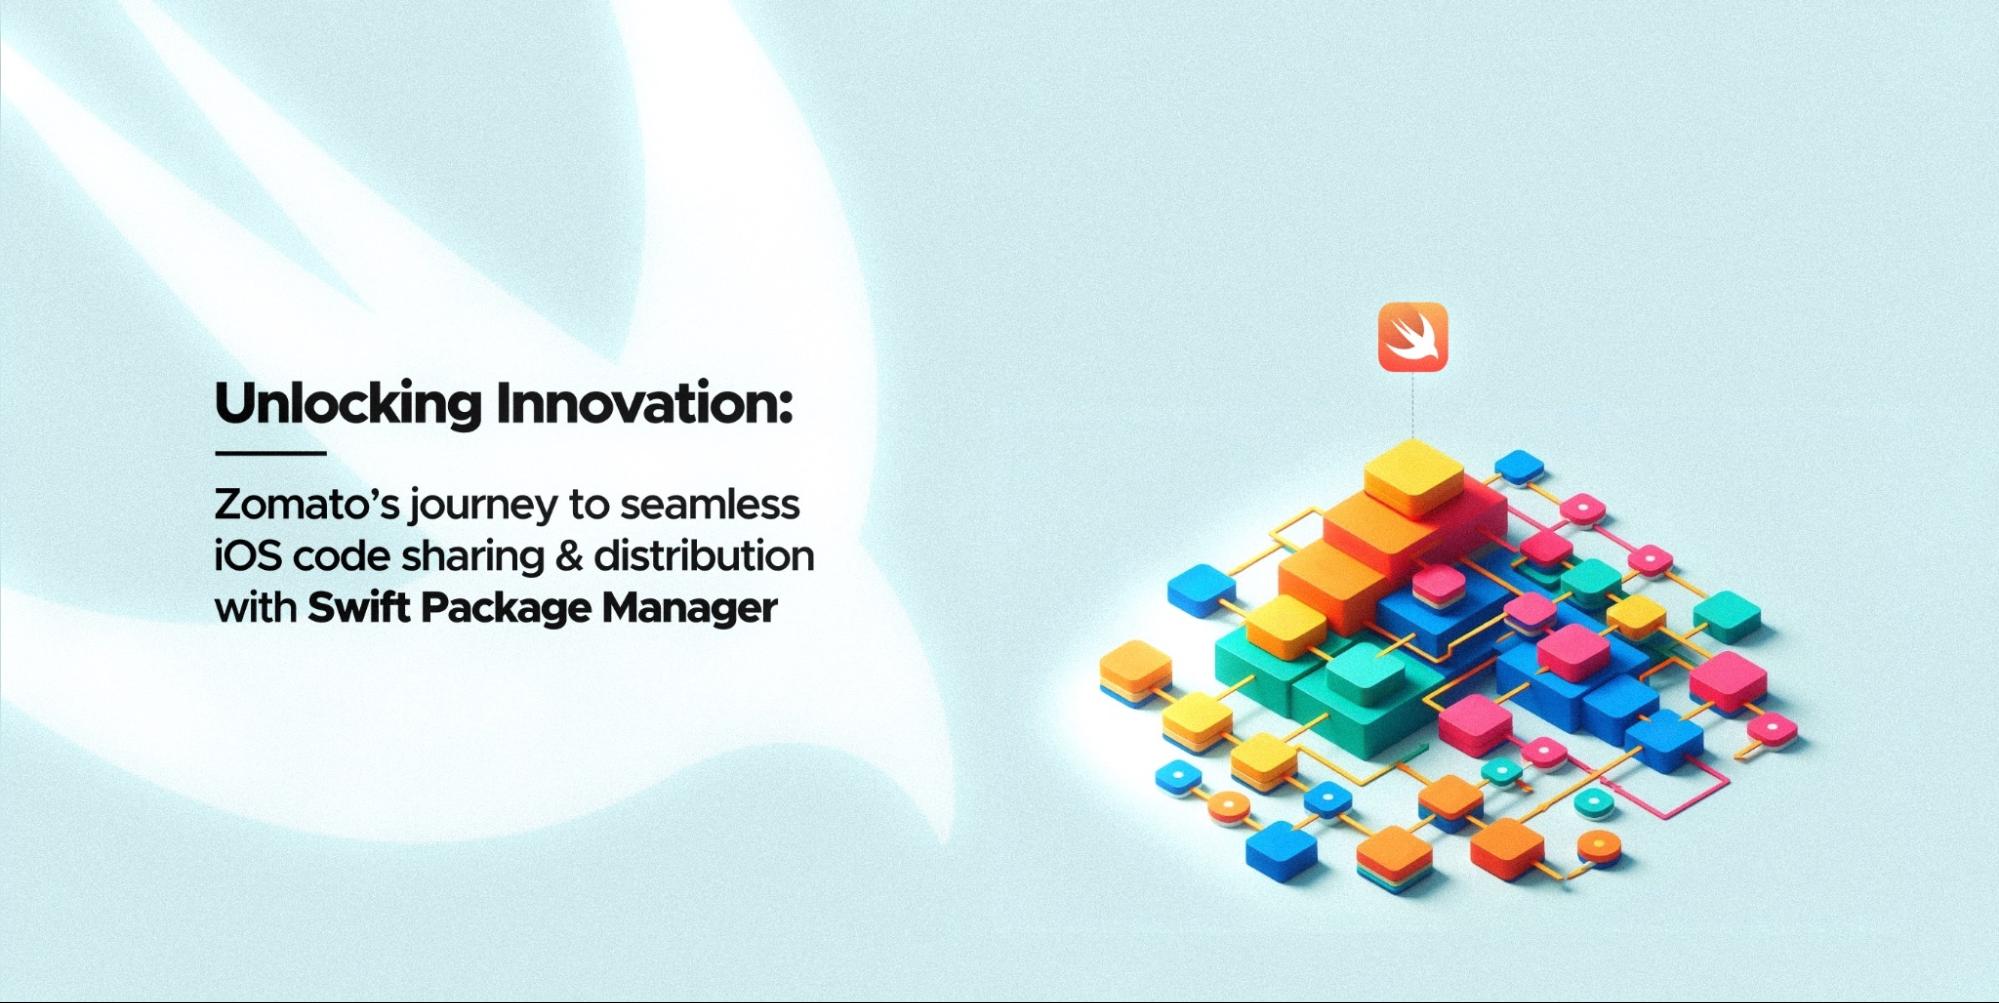 Unlocking Innovation:
Zomato’s journey to seamless
iOS code sharing & distribution
with Swift Package Manager